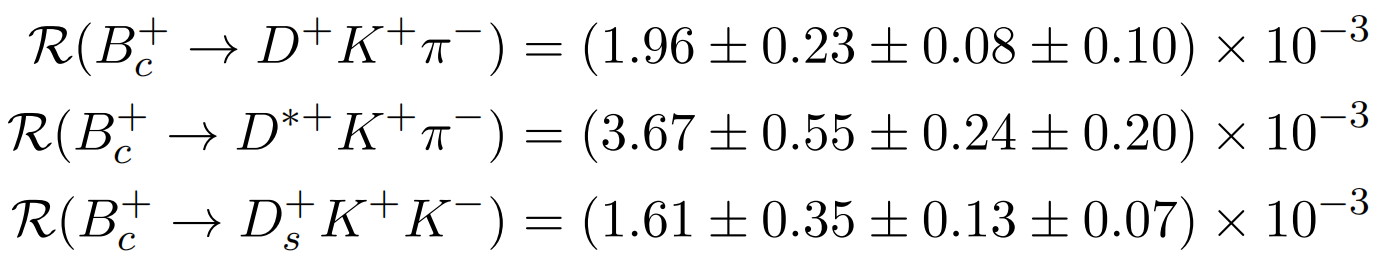 ℛ(B_c^+ → D^+ K^+ π^-) = (1.96 ± 0.23 ± 0.08 ± 0.10) × 10^{-3}
ℛ(B_c^+ → D^{*+} K^+ π^-) = (3.67 ± 0.55 ± 0.24 ± 0.20) × 10^{-3}
ℛ(B_c^+ → D_s^+ K^+ K^-) = (1.61 ± 0.35 ± 0.13 ± 0.07) × 10^{-3}